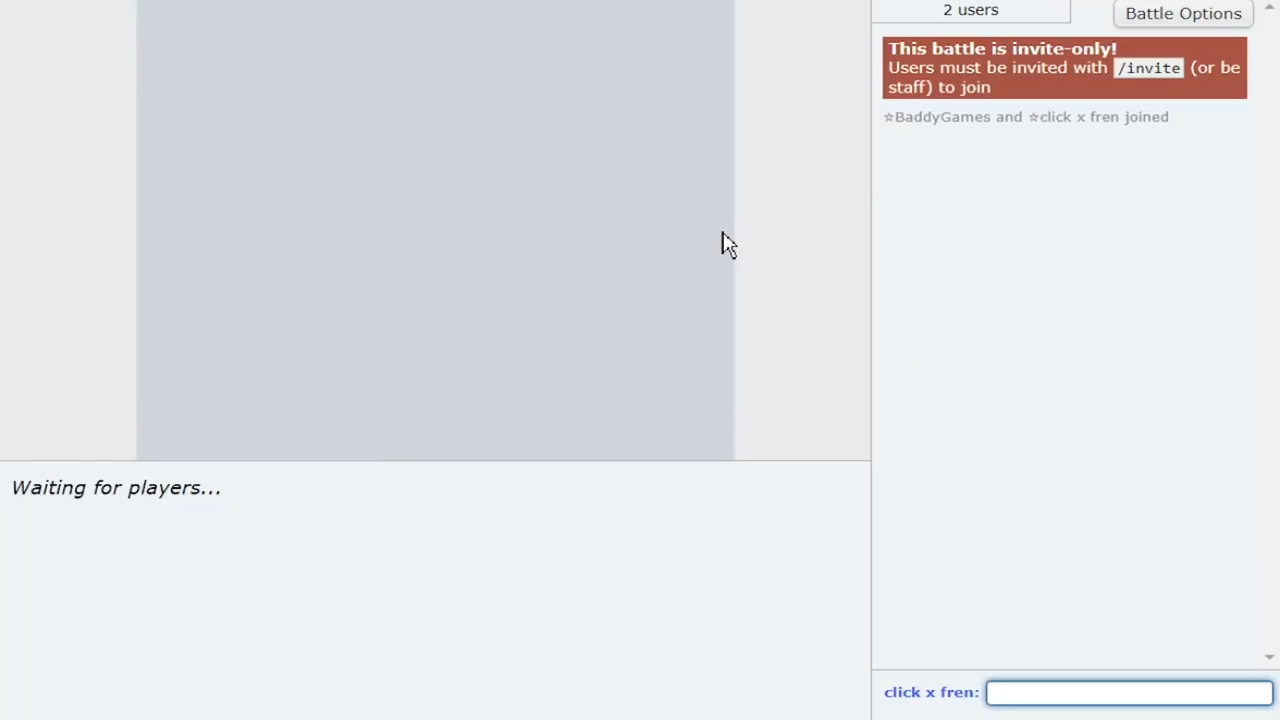 2 users
Battle Options
This battle is invite-only!
Users must be invited with /invite (or be
staff) to join
☆BaddyGames and ☆click x fren joined
Waiting for players...
click x fren: